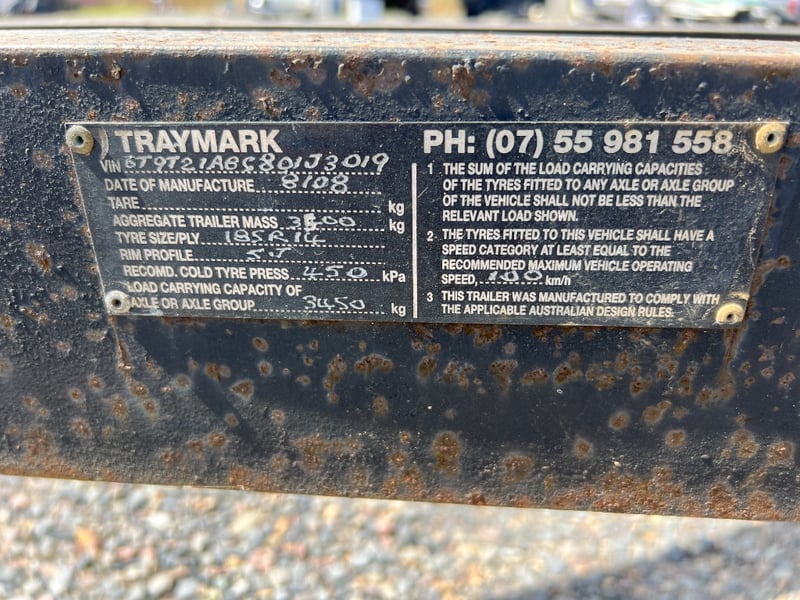 TRAYMARK
VIN 6T9T21ABG801J3019
DATE OF MANUFACTURE 8108
TARE kg
AGGREGATE TRAILER MASS kg
TYRE SIZE/PLY 185R14
RIM PROFILE 5J
RECOMD. COLD TYRE PRESS. 450 kPa
LOAD CARRYING CAPACITY OF
AXLE OR AXLE GROUP 3450 kg
PH: (07) 55 981 558
1 THE SUM OF THE LOAD CARRYING CAPACITIES
OF THE TYRES FITTED TO ANY AXLE OR AXLE GROUP
OF THE VEHICLE SHALL NOT BE LESS THAN THE
RELEVANT LOAD SHOWN.
2 THE TYRES FITTED TO THIS VEHICLE SHALL HAVE A
SPEED CATEGORY AT LEAST EQUAL TO THE
RECOMMENDED MAXIMUM VEHICLE OPERATING
SPEED, 100 km/h
3 THIS TRAILER WAS MANUFACTURED TO COMPLY WITH
THE APPLICABLE AUSTRALIAN DESIGN RULES.